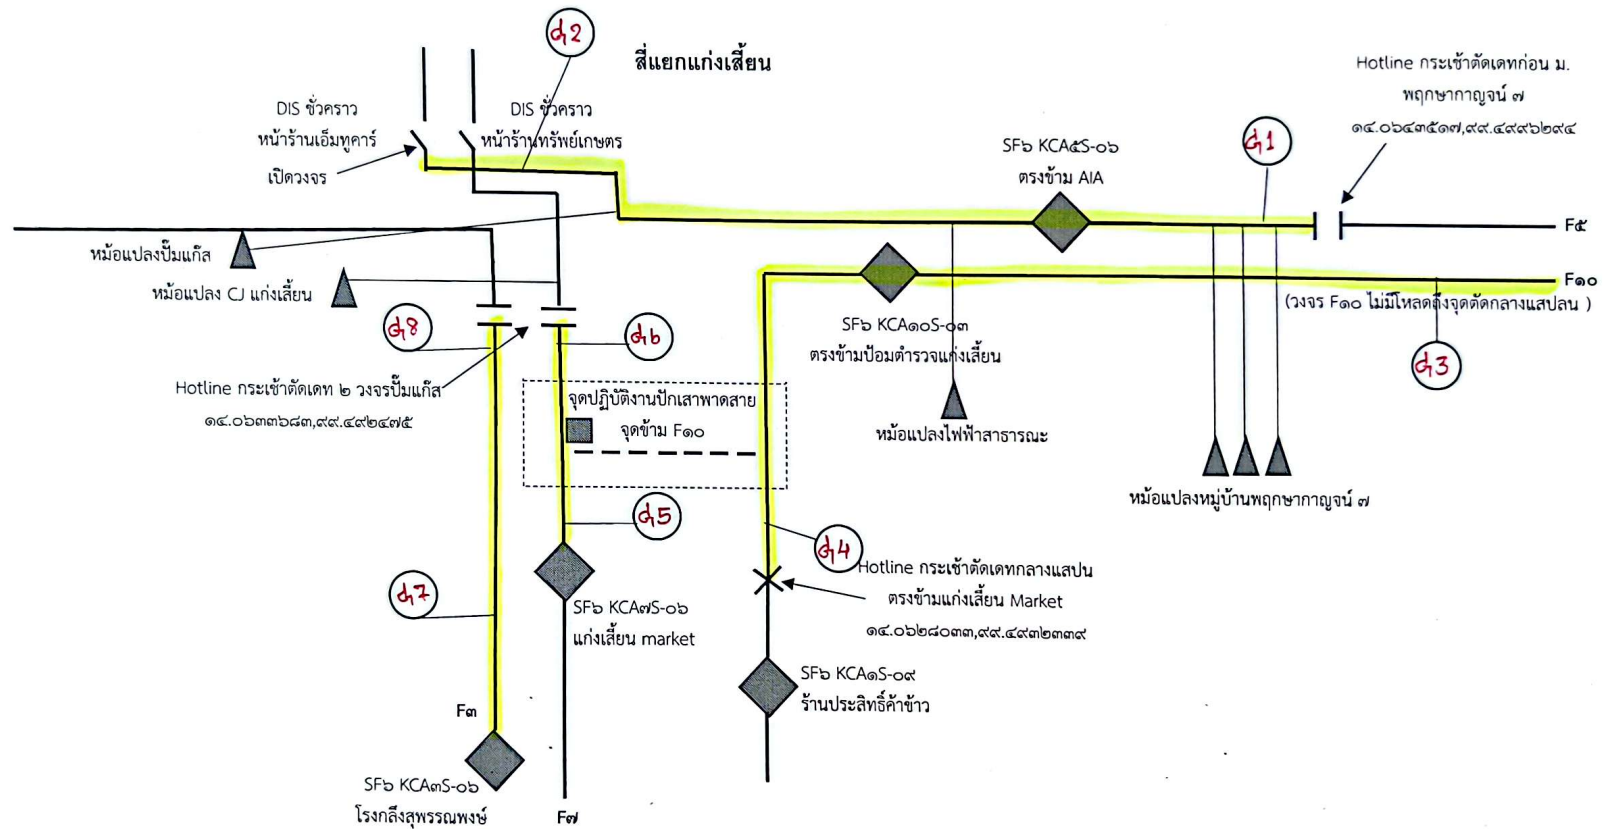 สี่แยกแก่งเสี้ยน
DIS ชั่วคราว
หน้าร้านเอ็มทูคาร์
เปิดวงจร
DIS ชั่วคราว
หน้าร้านทรัพย์เกษตร
Hotline กระเช้าตัดเดทก่อน ม.
พฤกษากาญจน์ ๗
๑๔.๐๖๔๓๕๑๗,๙๙.๔๙๙๖๒๙๔
SF๖ KCA๕S-๐๖
ตรงข้าม AIA
F๕
หม้อแปลงปั๊มแก๊ส
หม้อแปลง CJ แก่งเสี้ยน
F๑๐
(วงจร F๑๐ ไม่มีโหลดถึงจุดตัดกลางแสปลน )
SF๖ KCA๑๐S-๐๓
ตรงข้ามป้อมตำรวจแก่งเสี้ยน
Hotline กระเช้าตัดเดท ๒ วงจรปั๊มแก๊ส
๑๔.๐๖๓๓๖๘๓,๙๙.๔๙๒๔๗๕
จุดปฏิบัติงานปักเสาพาดสาย
จุดข้าม F๑๐
หม้อแปลงไฟฟ้าสาธารณะ
หม้อแปลงหมู่บ้านพฤกษากาญจน์ ๗
Hotline กระเช้าตัดเดทกลางแสปน
ตรงข้ามแก่งเสี้ยน Market
๑๔.๐๖๒๘๐๓๓,๙๙.๔๙๓๒๓๓๙
SF๖ KCA๗S-๐๖
แก่งเสี้ยน market
SF๖ KCA๑S-๐๙
ร้านประสิทธิ์ค้าข้าว
F๓
SF๖ KCA๓S-๐๖
โรงกลึงสุพรรณพงษ์
F๗